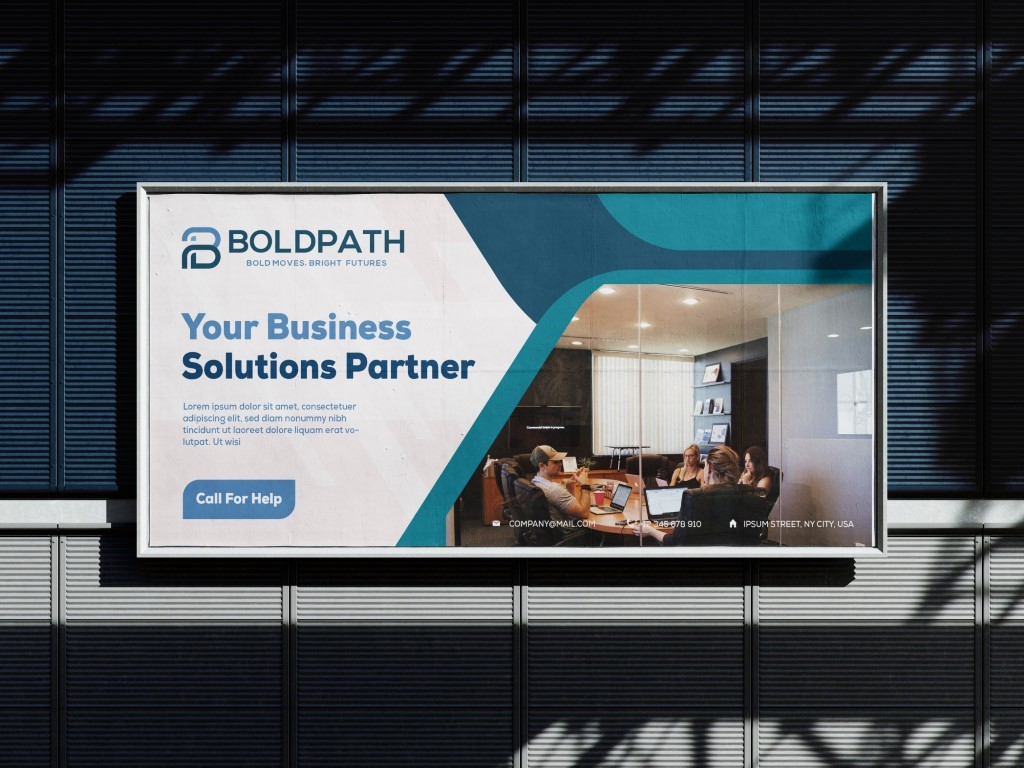 BOLDPATH
BOLD MOVES. BRIGHT FUTURES
Your Business
Solutions Partner
Lorem ipsum dolor sit amet, consectetuer
adipiscing elit, sed diam nonummy nibh
tincidunt ut laoreet dolore liquam erat vo-
lutpat. Ut wisi
Call For Help
COMPANY@MAIL.COM
12 345 678 910
IPSUM STREET, NY CITY, USA